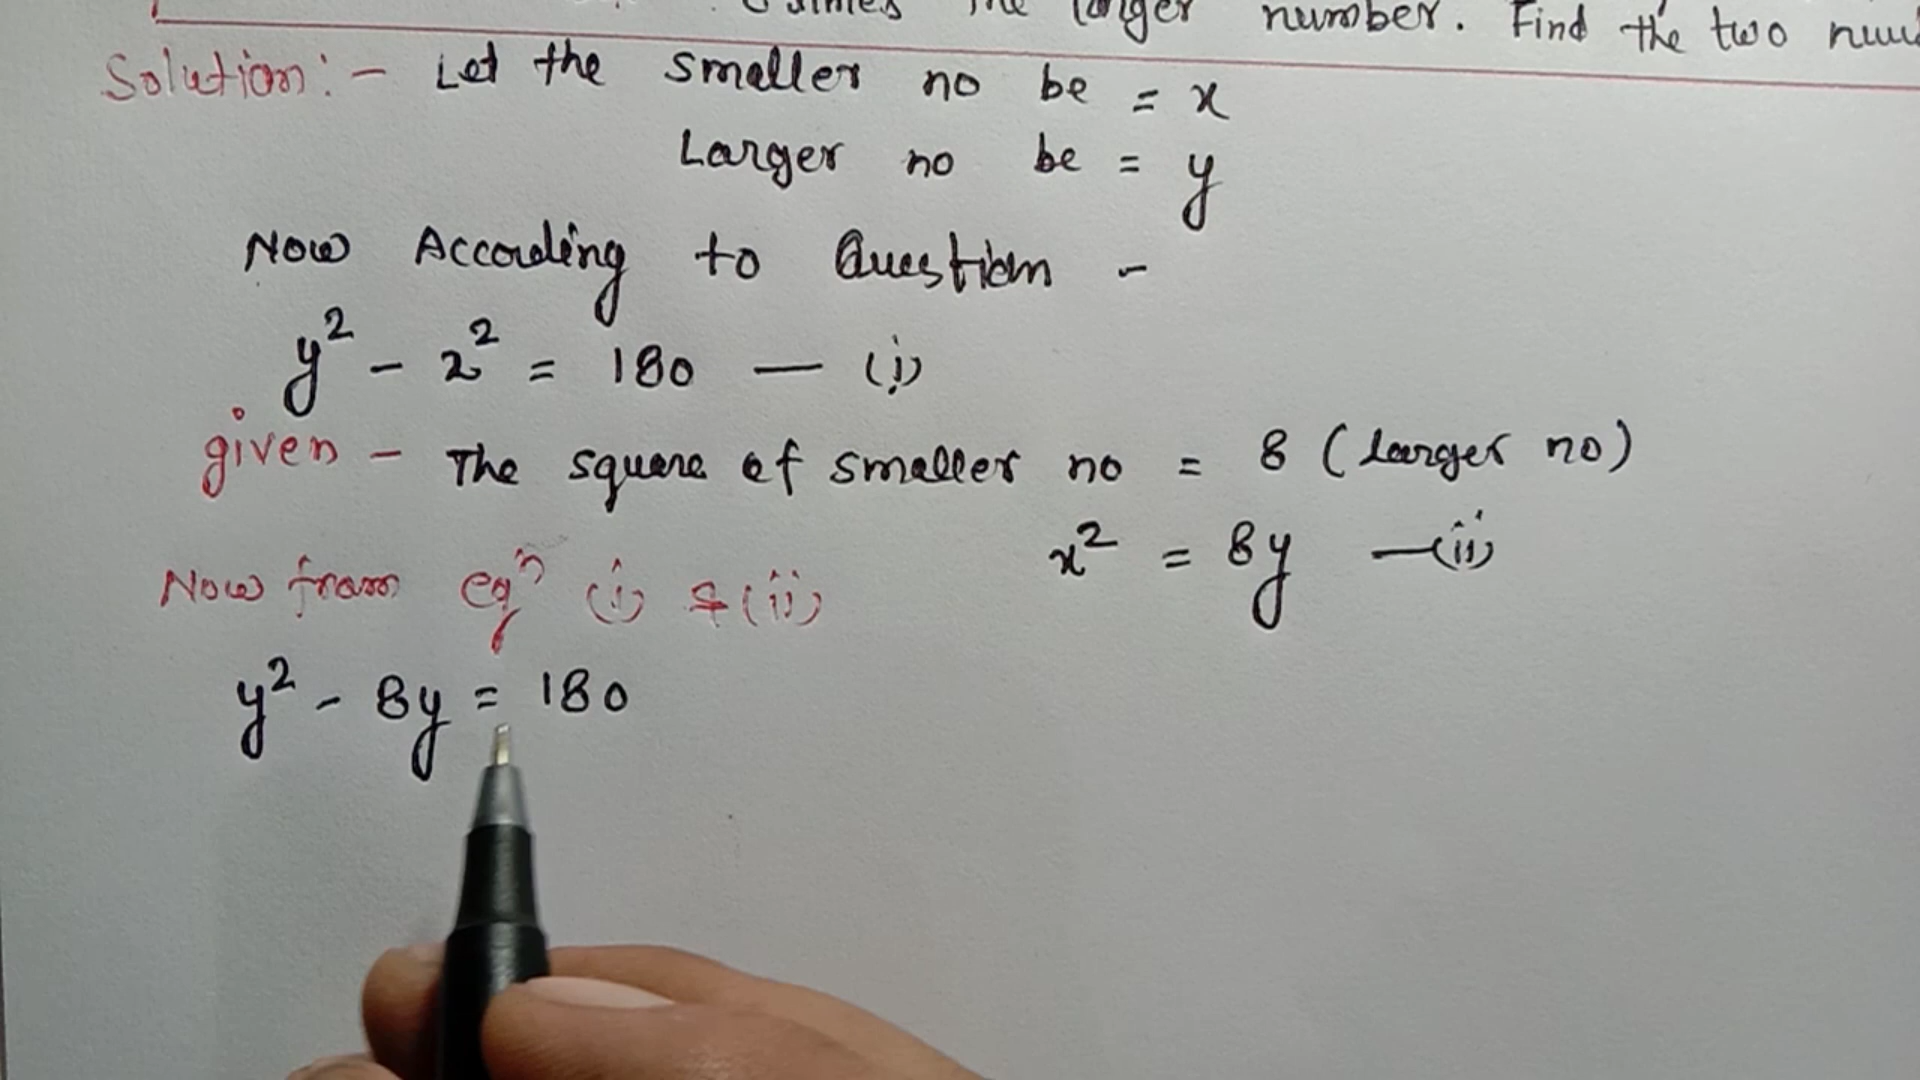 the larger number. Find the two
Solution:- Let the smaller no be = x
Larger no be = y
Now According to Question -
y² - x² = 180 — (i)
given - The square of smaller no = 8 (larger no)
x² = 8y —(ii)
Now from eqⁿ (i) & (ii)
y² - 8y = 180